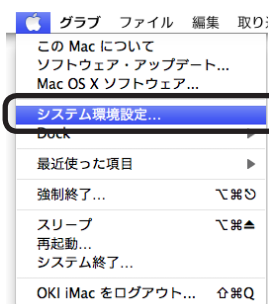 グラブ ファイル 編集 取り
この Mac について
ソフトウェア・アップデート...
Mac OS X ソフトウェア...
システム環境設定...
Dock ▶
最近使った項目 ▶
強制終了... ⌥⌘⎋
スリープ ⌥⌘⏏
再起動...
システム終了...
OKI iMac をログアウト... ⇧⌘Q